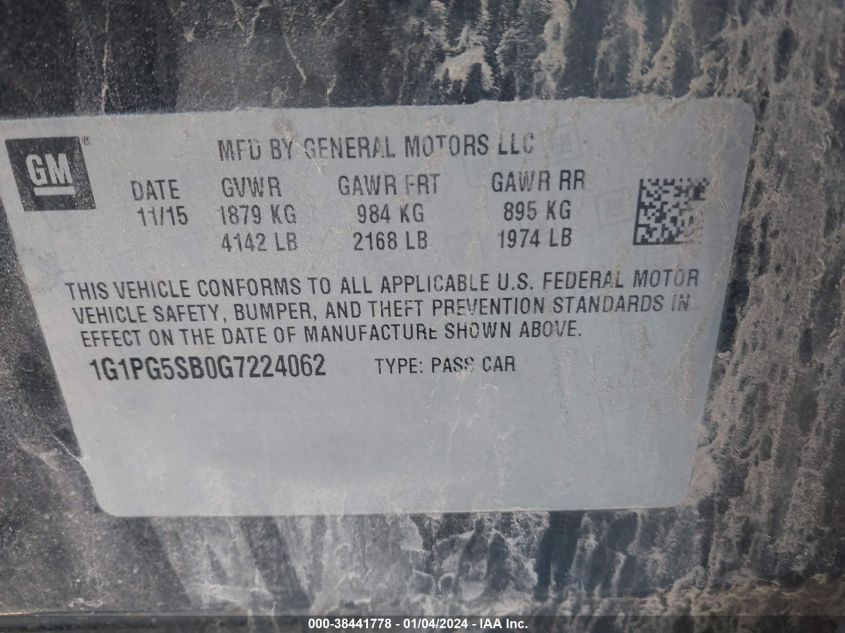 GM
MFD BY GENERAL MOTORS LLC
DATE GVWR GAWR FRT GAWR RR
11/15 1879 KG 984 KG 895 KG
4142 LB 2168 LB 1974 LB
THIS VEHICLE CONFORMS TO ALL APPLICABLE U.S. FEDERAL MOTOR
VEHICLE SAFETY, BUMPER, AND THEFT PREVENTION STANDARDS IN
EFFECT ON THE DATE OF MANUFACTURE SHOWN ABOVE.
1G1PG5SB0G7224062 TYPE: PASS CAR
000-38441778 - 01/04/2024 - IAA Inc.